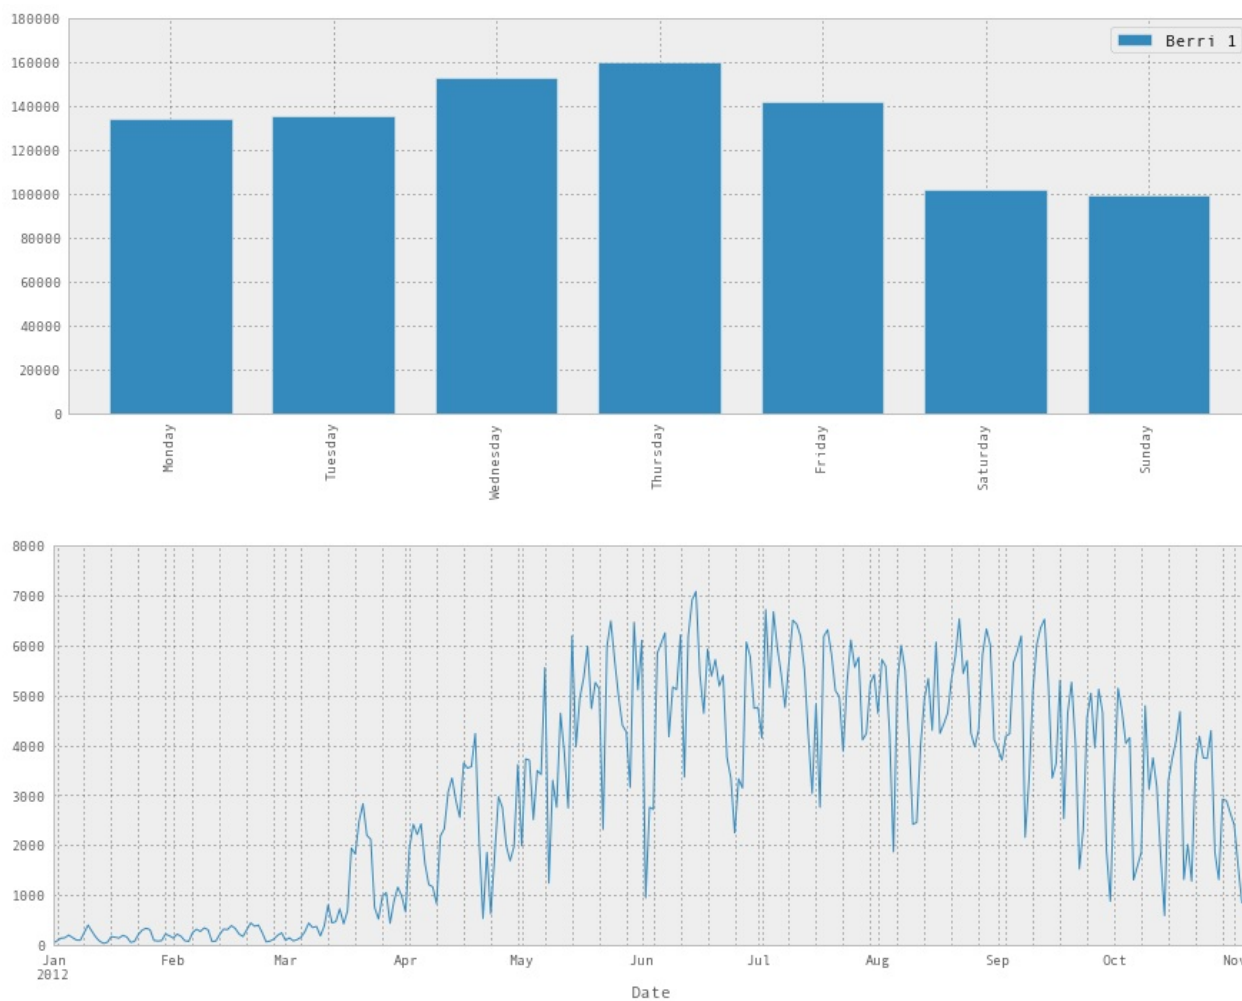 180000
160000
140000
120000
100000
80000
60000
40000
20000
0
Berri 1
Monday
Tuesday
Wednesday
Thursday
Friday
Saturday
Sunday
8000
7000
6000
5000
4000
3000
2000
1000
0
Jan Feb Mar Apr May Jun Jul Aug Sep Oct Nov
2012
Date